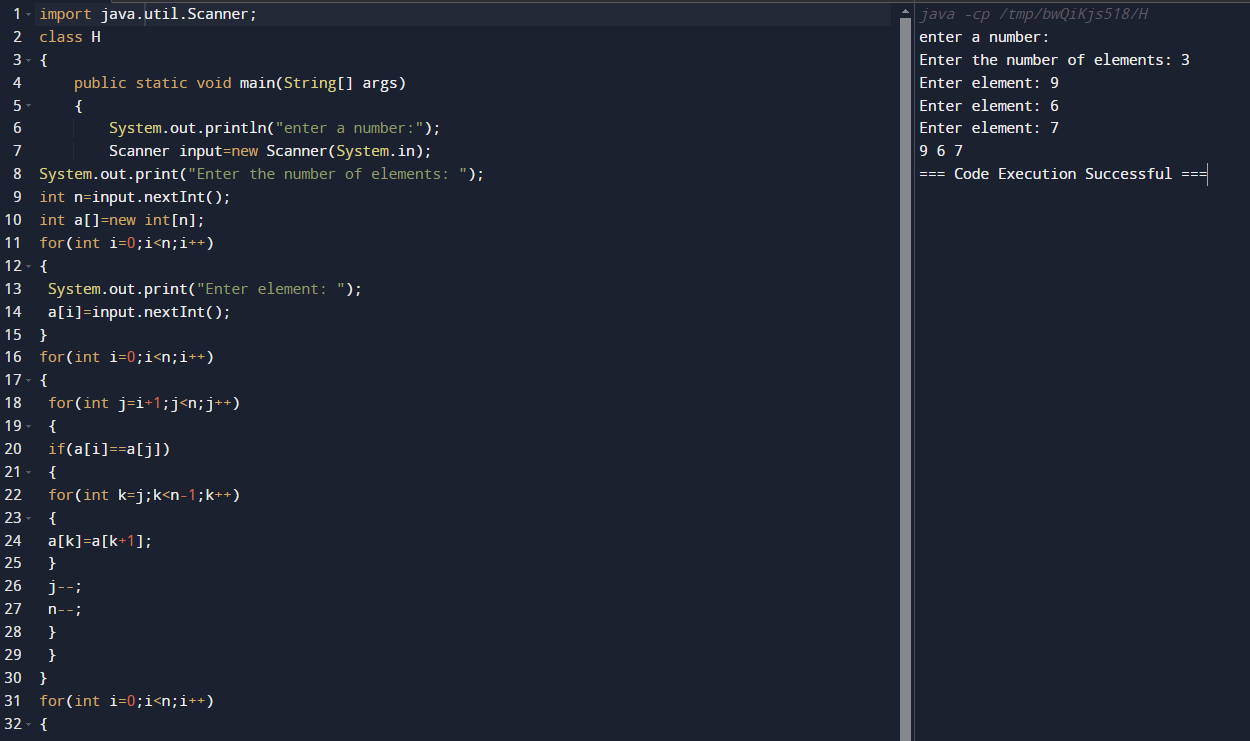 1 import java.util.Scanner;
2 class H
3 {
4     public static void main(String[] args)
5     {
6         System.out.println("enter a number:");
7         Scanner input=new Scanner(System.in);
8 System.out.print("Enter the number of elements: ");
9 int n=input.nextInt();
10 int a[]=new int[n];
11 for(int i=0;i<n;i++)
12 {
13  System.out.print("Enter element: ");
14  a[i]=input.nextInt();
15 }
16 for(int i=0;i<n;i++)
17 {
18  for(int j=i+1;j<n;j++)
19  {
20  if(a[i]==a[j])
21  {
22  for(int k=j;k<n-1;k++)
23  {
24  a[k]=a[k+1];
25  }
26  j--;
27  n--;
28  }
29  }
30 }
31 for(int i=0;i<n;i++)
32 {
java -cp /tmp/bwQiKjs518/H
enter a number:
Enter the number of elements: 3
Enter element: 9
Enter element: 6
Enter element: 7
9 6 7
=== Code Execution Successful ===